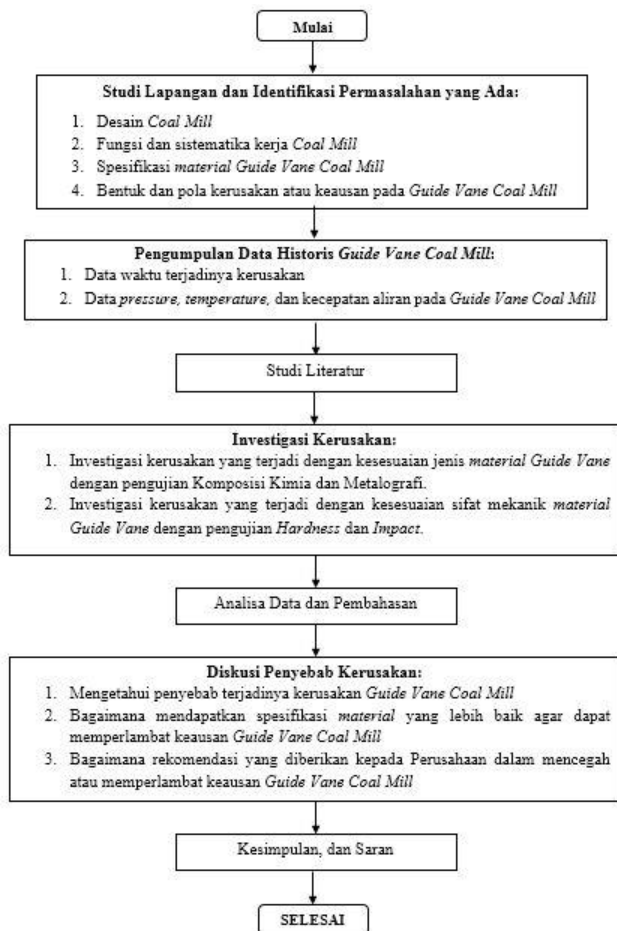 Mulai
Studi Lapangan dan Identifikasi Permasalahan yang Ada:
1. Desain Coal Mill
2. Fungsi dan sistematika kerja Coal Mill
3. Spesifikasi material Guide Vane Coal Mill
4. Bentuk dan pola kerusakan atau keausan pada Guide Vane Coal Mill
Pengumpulan Data Historis Guide Vane Coal Mill:
1. Data waktu terjadinya kerusakan
2. Data pressure, temperature, dan kecepatan aliran pada Guide Vane Coal Mill
Studi Literatur
Investigasi Kerusakan:
1. Investigasi kerusakan yang terjadi dengan kesesuaian jenis material Guide Vane
dengan pengujian Komposisi Kimia dan Metalografi.
2. Investigasi kerusakan yang terjadi dengan kesesuaian sifat mekanik material
Guide Vane dengan pengujian Hardness dan Impact.
Analisa Data dan Pembahasan
Diskusi Penyebab Kerusakan:
1. Mengetahui penyebab terjadinya kerusakan Guide Vane Coal Mill
2. Bagaimana mendapatkan spesifikasi material yang lebih baik agar dapat
memperlambat keausan Guide Vane Coal Mill
3. Bagaimana rekomendasi yang diberikan kepada Perusahaan dalam mencegah
atau memperlambat keausan Guide Vane Coal Mill
Kesimpulan, dan Saran
SELESAI